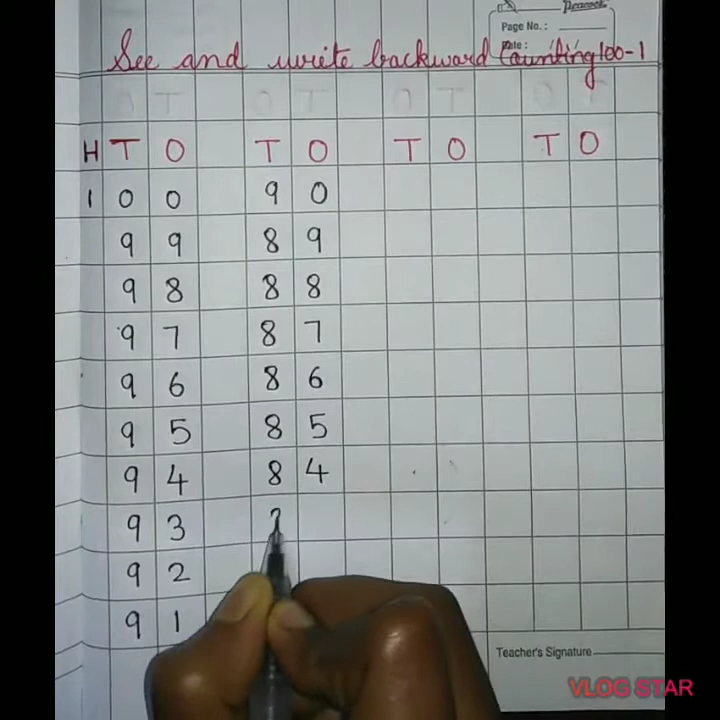 Peacock
Page No.:
Date:
See and write backward Counting 100-1
H T O T O T O T O
1 0 0 9 0
9 9 8 9
9 8 8 8
9 7 8 7
9 6 8 6
9 5 8 5
9 4 8 4
9 3
9 2
9 1
Teacher's Signature
VLOG STAR